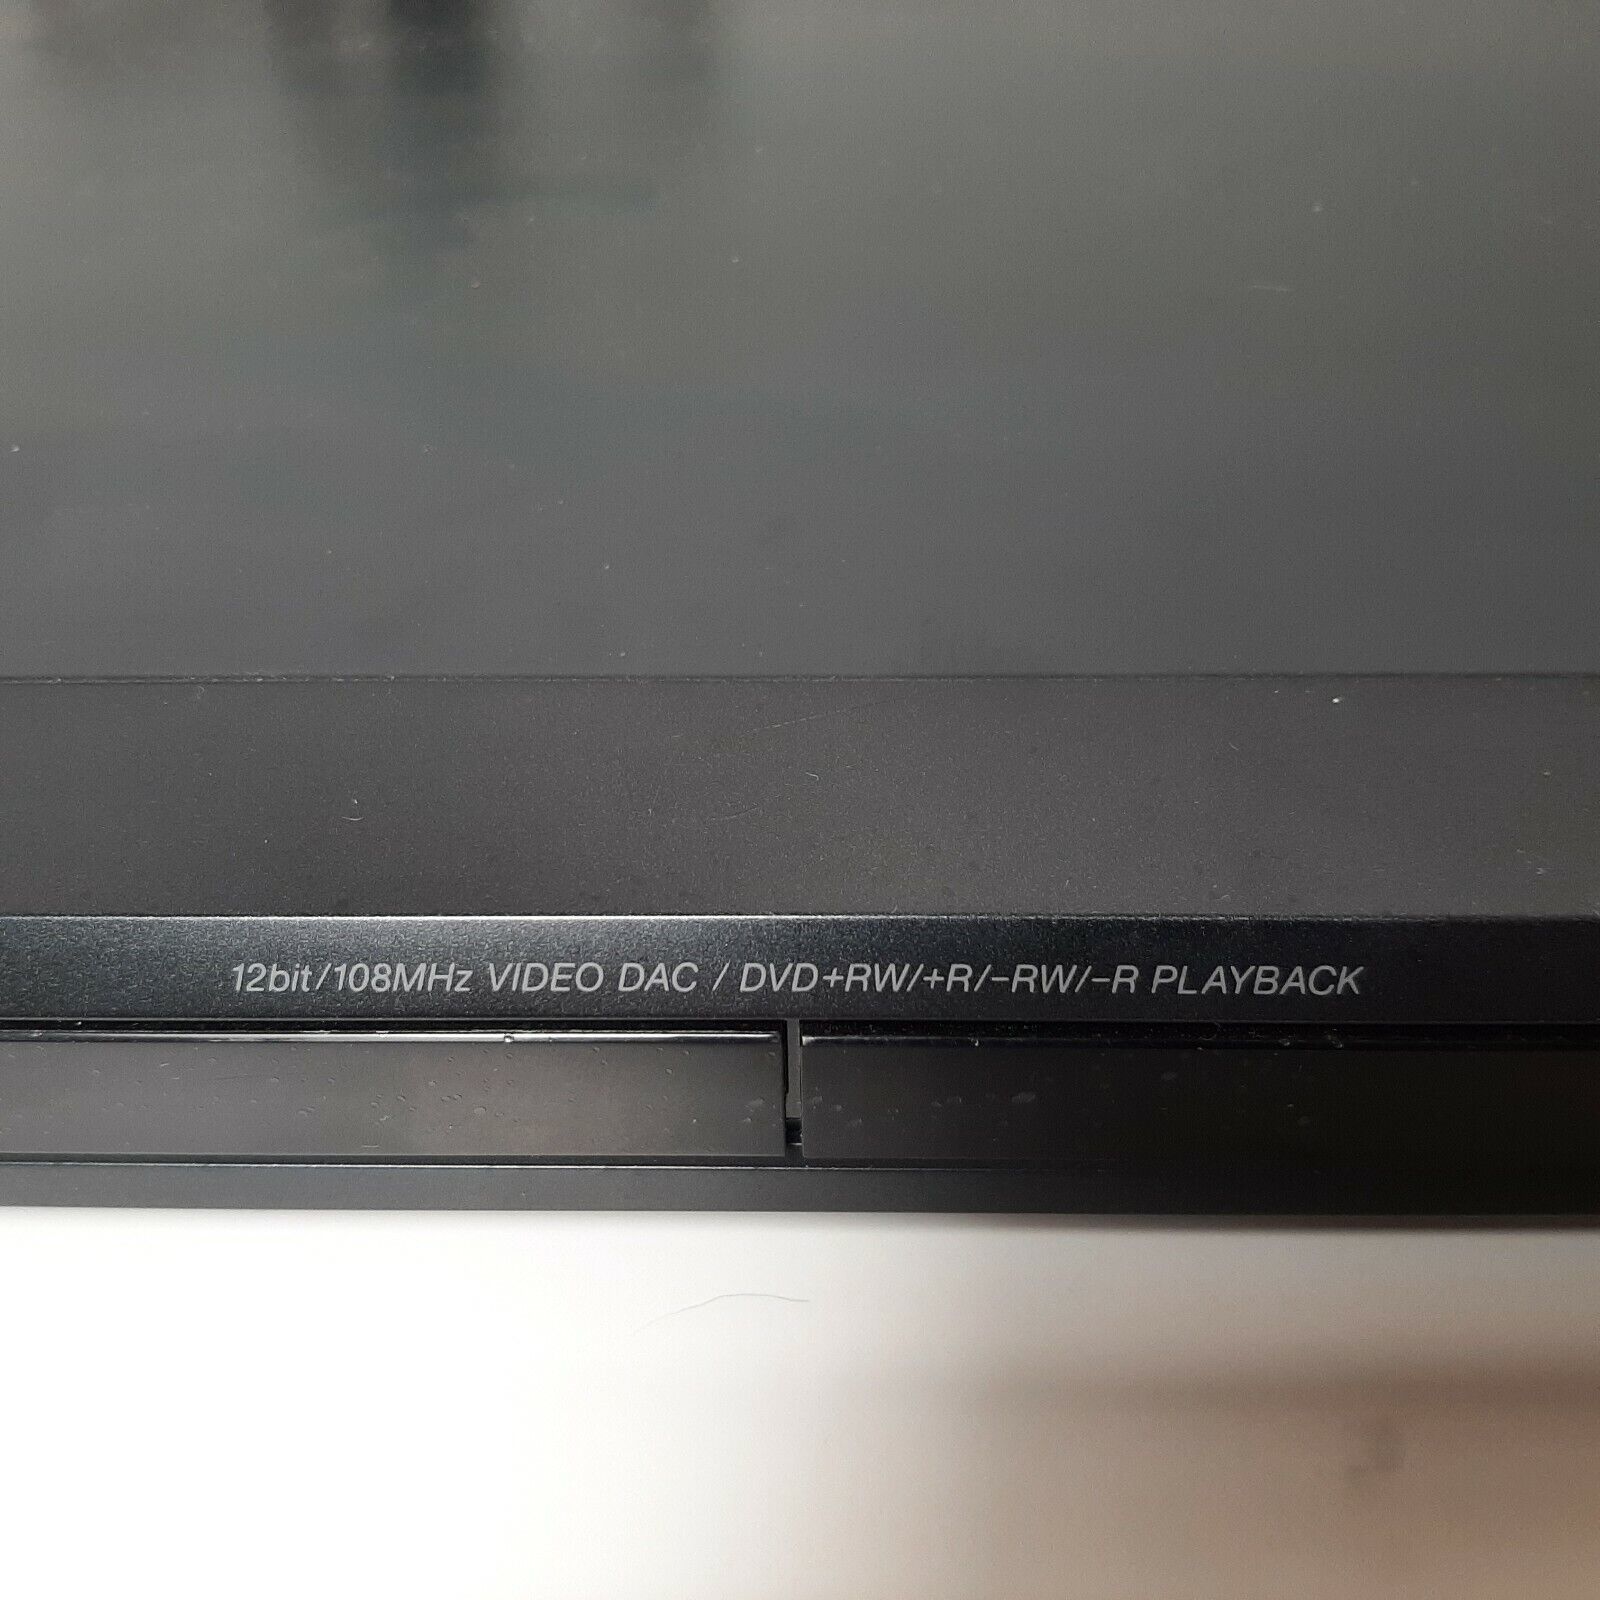 12bit/108MHz VIDEO DAC / DVD+RW/+R/-RW/-R PLAYBACK